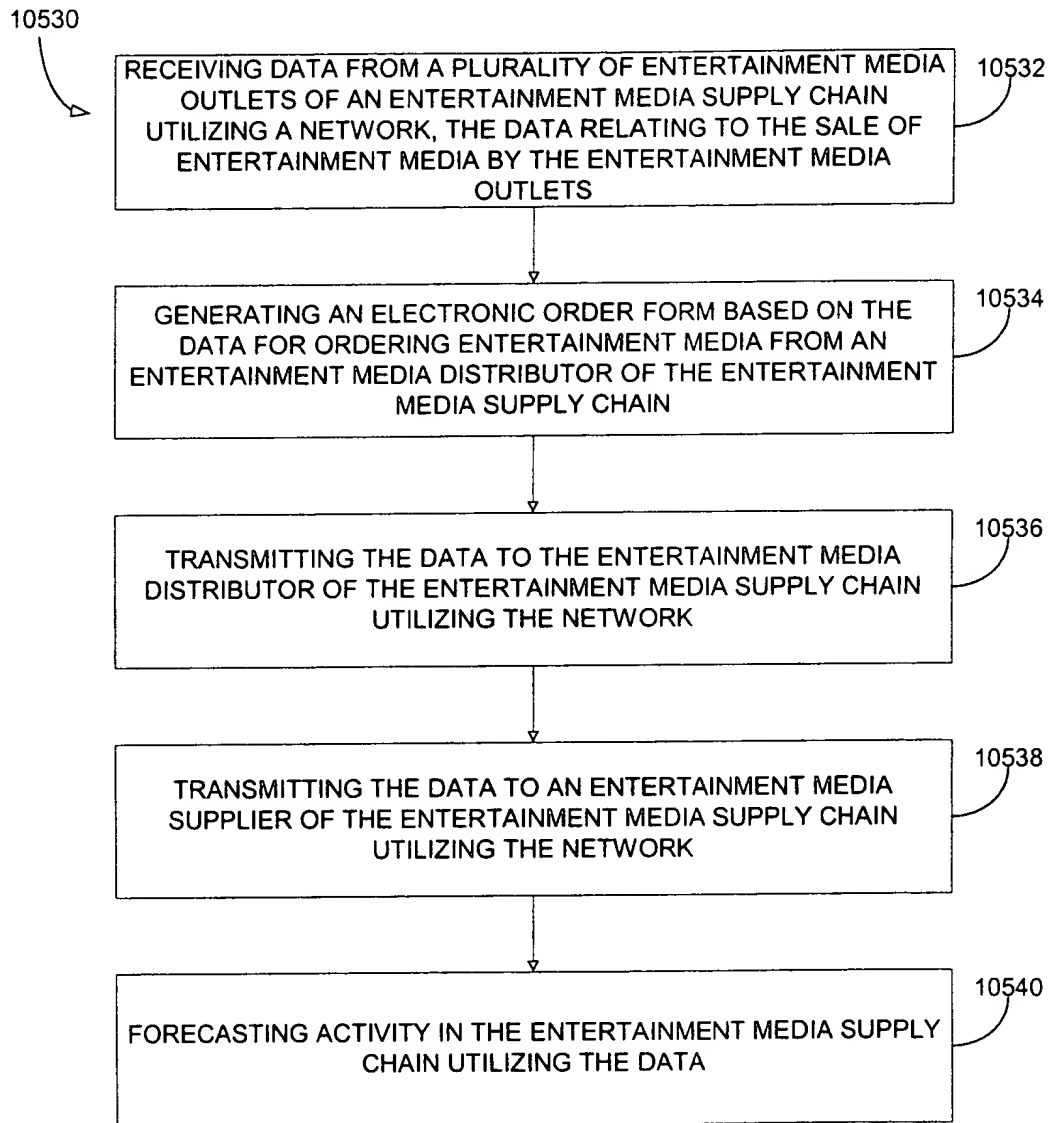 10530
RECEIVING DATA FROM A PLURALITY OF ENTERTAINMENT MEDIA
OUTLETS OF AN ENTERTAINMENT MEDIA SUPPLY CHAIN
UTILIZING A NETWORK, THE DATA RELATING TO THE SALE OF
ENTERTAINMENT MEDIA BY THE ENTERTAINMENT MEDIA
OUTLETS
10532
GENERATING AN ELECTRONIC ORDER FORM BASED ON THE
DATA FOR ORDERING ENTERTAINMENT MEDIA FROM AN
ENTERTAINMENT MEDIA DISTRIBUTOR OF THE ENTERTAINMENT
MEDIA SUPPLY CHAIN
10534
TRANSMITTING THE DATA TO THE ENTERTAINMENT MEDIA
DISTRIBUTOR OF THE ENTERTAINMENT MEDIA SUPPLY CHAIN
UTILIZING THE NETWORK
10536
TRANSMITTING THE DATA TO AN ENTERTAINMENT MEDIA
SUPPLIER OF THE ENTERTAINMENT MEDIA SUPPLY CHAIN
UTILIZING THE NETWORK
10538
FORECASTING ACTIVITY IN THE ENTERTAINMENT MEDIA SUPPLY
CHAIN UTILIZING THE DATA
10540